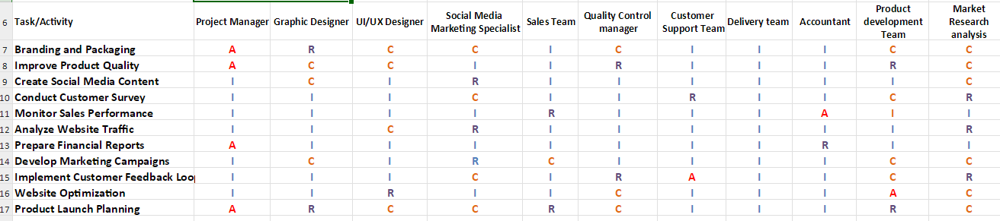 6 Task/Activity Project Manager Graphic Designer UI/UX Designer Social Media Marketing Specialist Sales Team Quality Control manager Customer Support Team Delivery team Accountant Product development Team Market Research analysis
7 Branding and Packaging A R C C I C I I I C C
8 Improve Product Quality A C C I I R I I I R C
9 Create Social Media Content I C I R I I I I I I C
10 Conduct Customer Survey I I I C I I R I I C R
11 Monitor Sales Performance I I I I R I I I A I I
12 Analyze Website Traffic I I C R I I I I I I R
13 Prepare Financial Reports A I I I I I I I R I I
14 Develop Marketing Campaigns I C I R C I I I I C C
15 Implement Customer Feedback Loo I I I C I R A I I C R
16 Website Optimization I I R I I C I I I A C
17 Product Launch Planning A R C C R C I I I R C